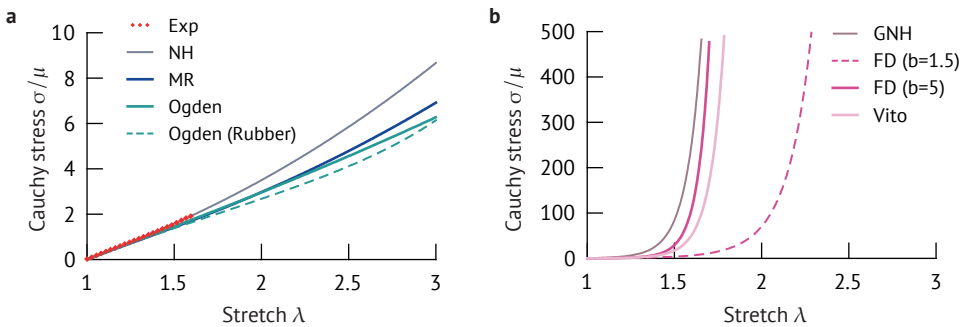 a
Cauchy stress σ/μ
10
8
6
4
2
0
Exp
NH
MR
Ogden
Ogden (Rubber)
1 1.5 2 2.5 3
Stretch λ
b
Cauchy stress σ/μ
500
400
300
200
100
0
GNH
FD (b=1.5)
FD (b=5)
Vito
1 1.5 2 2.5 3
Stretch λ